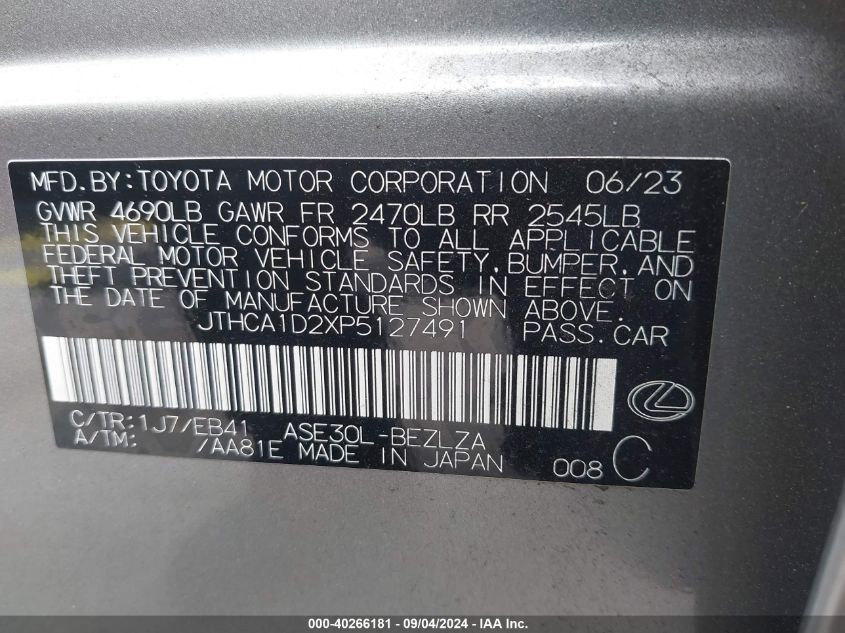 MFD.BY:TOYOTA MOTOR CORPORATION 06/23
GVWR 4690LB GAWR FR 2470LB RR 2545LB
THIS VEHICLE CONFORMS TO ALL APPLICABLE
FEDERAL MOTOR VEHICLE SAFETY,BUMPER,AND
THEFT PREVENTION STANDARDS IN EFFECT ON
THE DATE OF MANUFACTURE SHOWN ABOVE.
JTHCA1D2XP5127491 PASS.CAR
C/TR:1J7/EB41 ASE30L-BEZLZA
A/TM: /AA81E MADE IN JAPAN 008 C
000-40266181 - 09/04/2024 - IAA Inc.